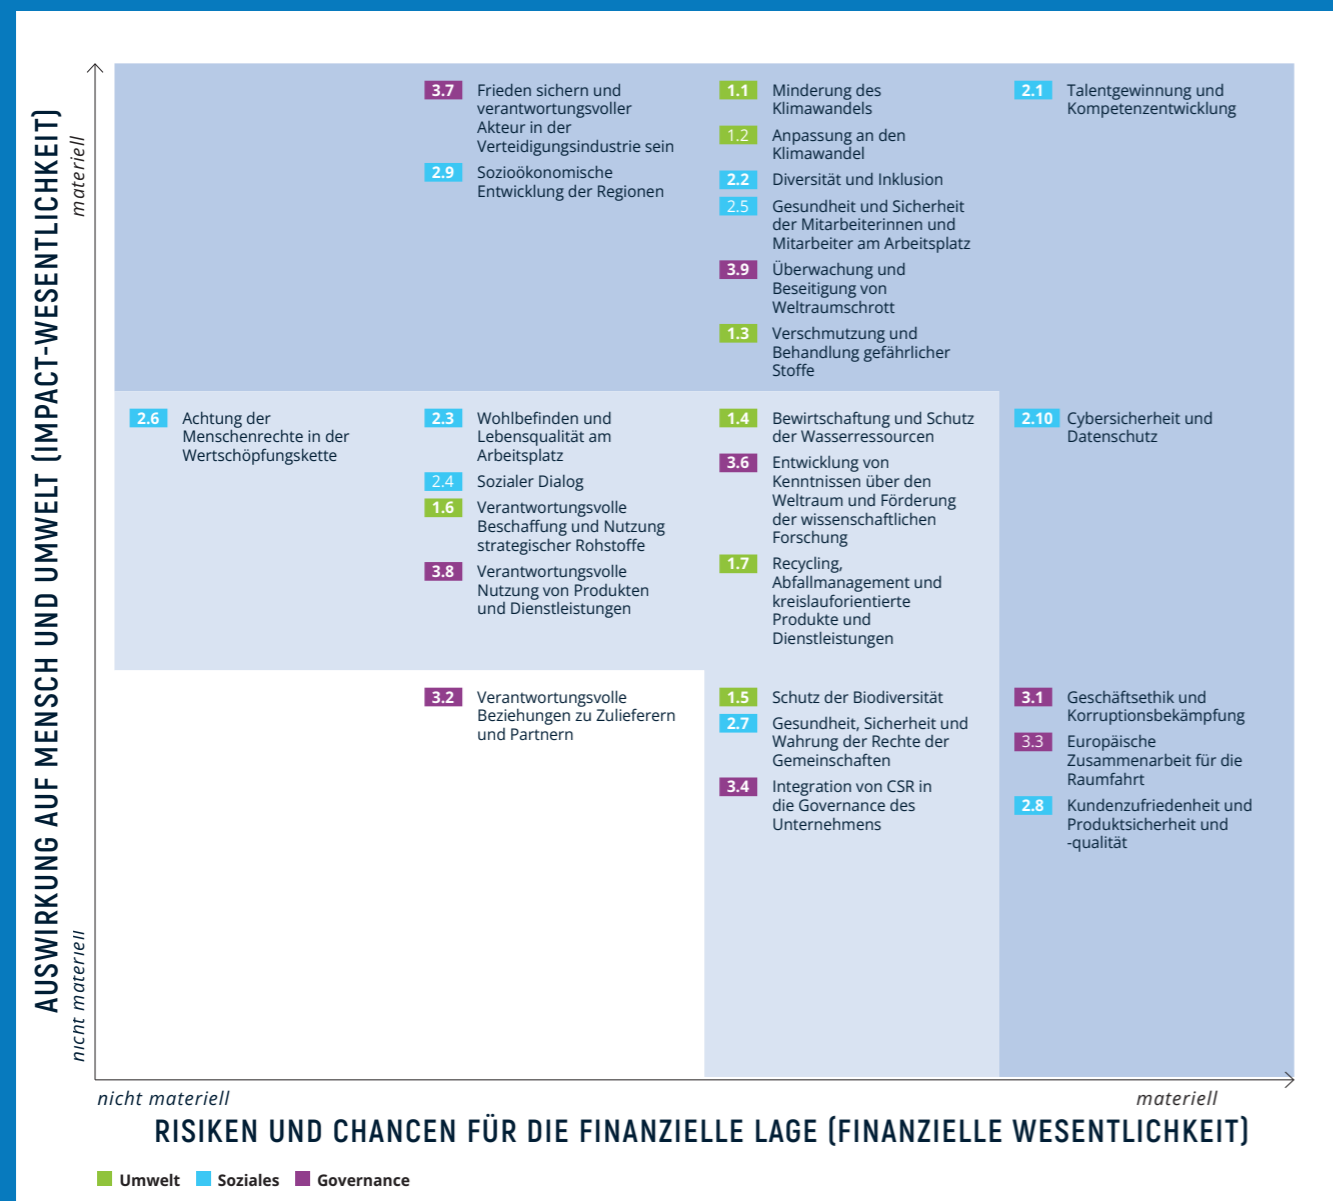 AUSWIRKUNG AUF MENSCH UND UMWELT (IMPACT-WESENTLICHKEIT)
materiell
nicht materiell
3.7 Frieden sichern und
verantwortungsvoller
Akteur in der
Verteidigungsindustrie sein
2.9 Sozioökonomische
Entwicklung der Regionen
1.1 Minderung des
Klimawandels
1.2 Anpassung an den
Klimawandel
2.2 Diversität und Inklusion
2.5 Gesundheit und Sicherheit
der Mitarbeiterinnen und
Mitarbeiter am Arbeitsplatz
3.9 Überwachung und
Beseitigung von
Weltraumschrott
1.3 Verschmutzung und
Behandlung gefährlicher
Stoffe
2.1 Talentgewinnung und
Kompetenzentwicklung
2.6 Achtung der
Menschenrechte in der
Wertschöpfungskette
2.3 Wohlbefinden und
Lebensqualität am
Arbeitsplatz
2.4 Sozialer Dialog
1.6 Verantwortungsvolle
Beschaffung und Nutzung
strategischer Rohstoffe
3.8 Verantwortungsvolle
Nutzung von Produkten
und Dienstleistungen
1.4 Bewirtschaftung und Schutz
der Wasserressourcen
3.6 Entwicklung von
Kenntnissen über den
Weltraum und Förderung
der wissenschaftlichen
Forschung
1.7 Recycling,
Abfallmanagement und
kreislauforientierte
Produkte und
Dienstleistungen
2.10 Cybersicherheit und
Datenschutz
3.2 Verantwortungsvolle
Beziehungen zu Zulieferern
und Partnern
1.5 Schutz der Biodiversität
2.7 Gesundheit, Sicherheit und
Wahrung der Rechte der
Gemeinschaften
3.4 Integration von CSR in
die Governance des
Unternehmens
3.1 Geschäftsethik und
Korruptionsbekämpfung
3.3 Europäische
Zusammenarbeit für die
Raumfahrt
2.8 Kundenzufriedenheit und
Produktsicherheit und
-qualität
nicht materiell
materiell
RISIKEN UND CHANCEN FÜR DIE FINANZIELLE LAGE (FINANZIELLE WESENTLICHKEIT)
Umwelt Soziales Governance